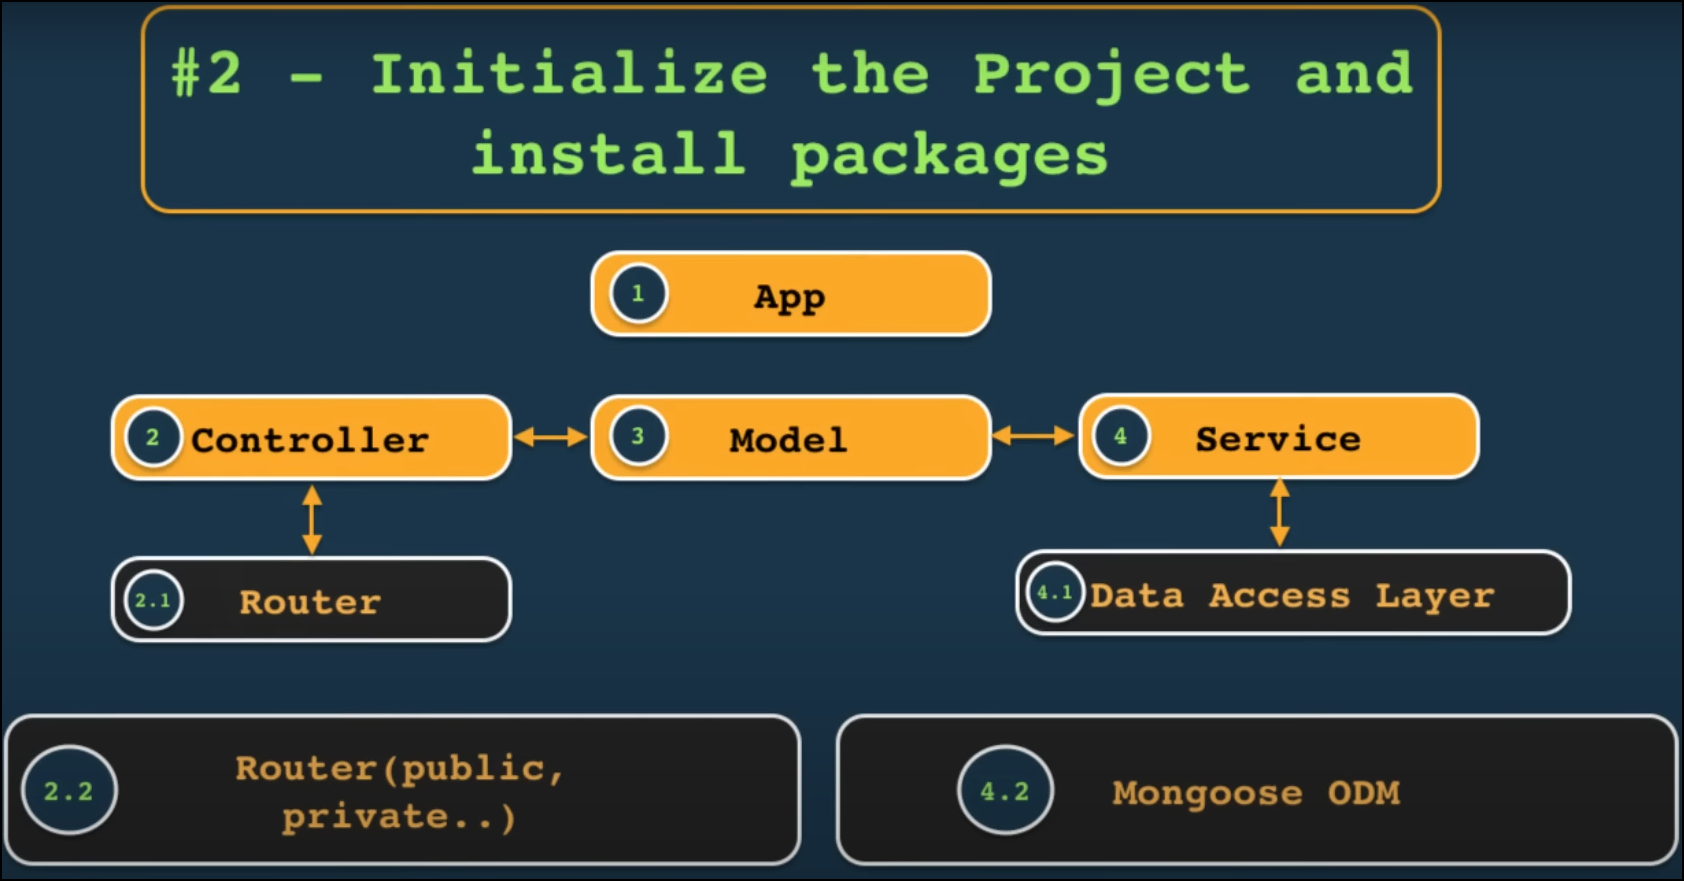 #2 - Initialize the Project and
install packages
1 App
2 Controller
3 Model
4 Service
2.1 Router
4.1 Data Access Layer
2.2 Router(public,
private..)
4.2 Mongoose ODM